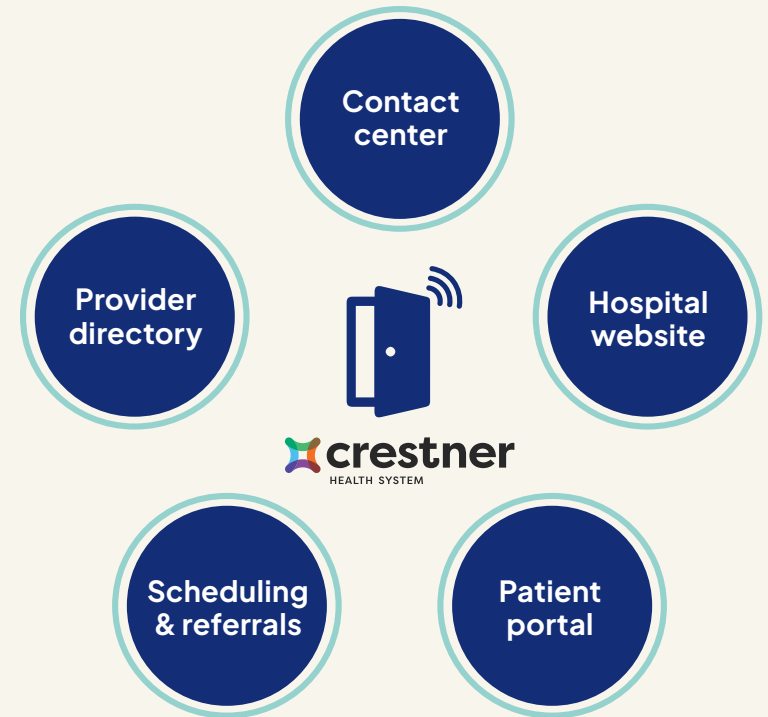 Contact
center
Provider
directory
Hospital
website
crestner
HEALTH SYSTEM
Scheduling
& referrals
Patient
portal